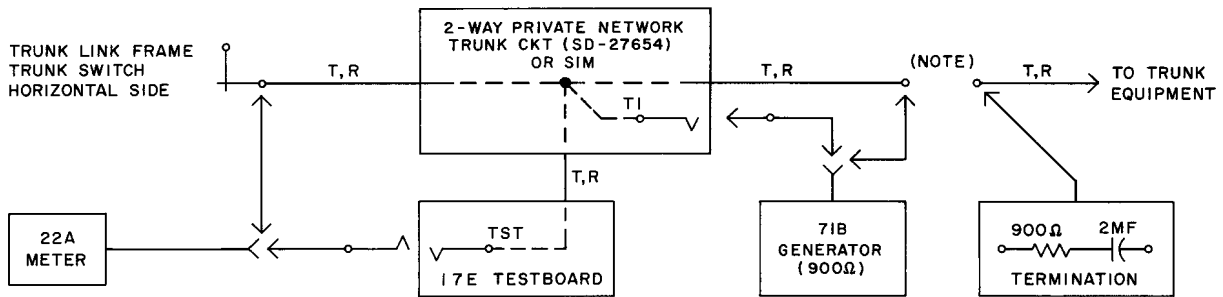 2-WAY PRIVATE NETWORK
TRUNK CKT (SD-27654)
OR SIM
TRUNK LINK FRAME
TRUNK SWITCH
HORIZONTAL SIDE
T,R
T,R
(NOTE)
T,R
TO TRUNK
EQUIPMENT
T1
T,R
22A
METER
TST
17E TESTBOARD
71B
GENERATOR
(900Ω)
900Ω
2MF
TERMINATION